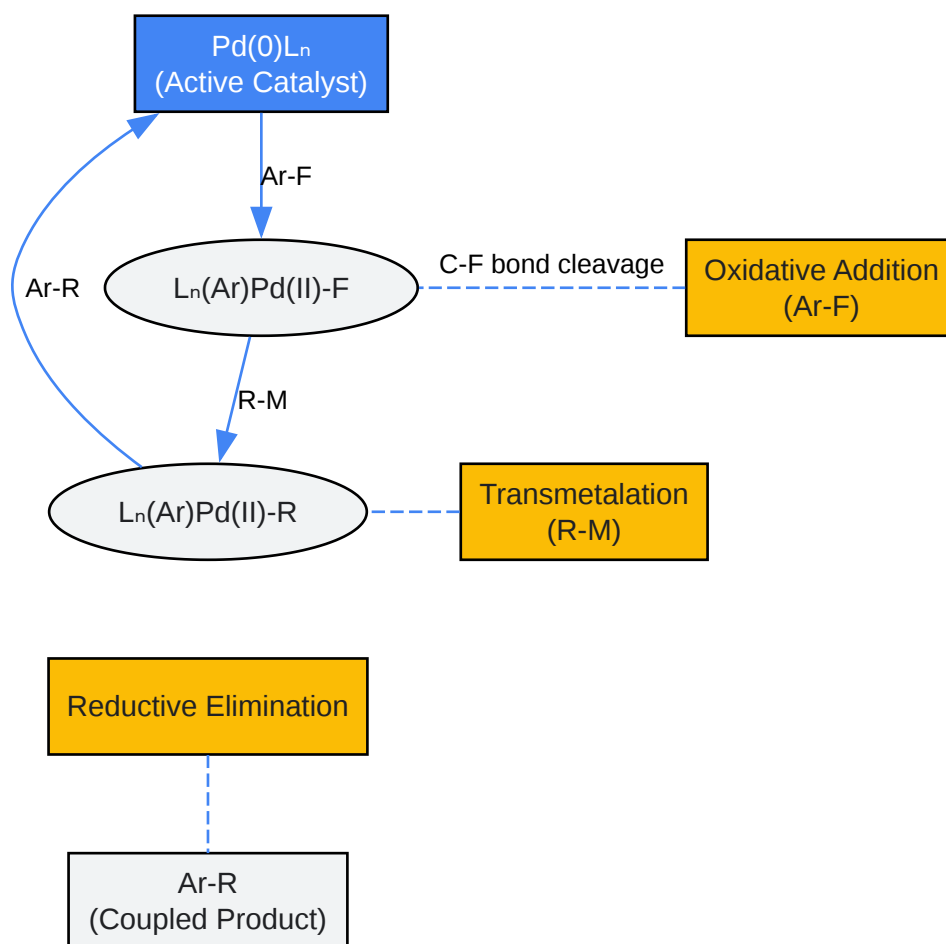 Pd(0)Lₙ
(Active Catalyst)
Ar-F
C-F bond cleavage
Oxidative Addition
(Ar-F)
Lₙ(Ar)Pd(II)-F
Ar-R
R-M
Transmetalation
(R-M)
Lₙ(Ar)Pd(II)-R
Reductive Elimination
Ar-R
(Coupled Product)